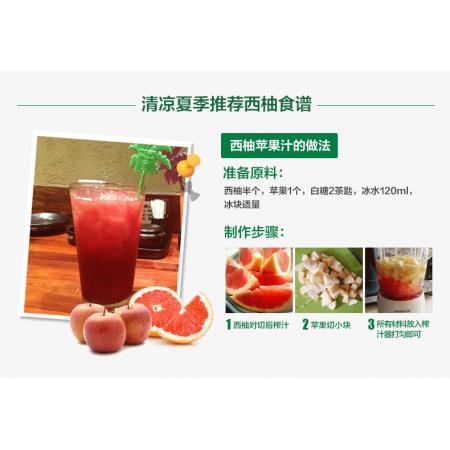 清凉夏季推荐西柚食谱
西柚苹果汁的做法
准备原料：
西柚半个，苹果1个，白糖2茶匙，冰水120ml，
冰块适量
制作步骤：
1 西柚对切后榨汁
2 苹果切小块
3 所有材料放入榨
汁器打匀即可